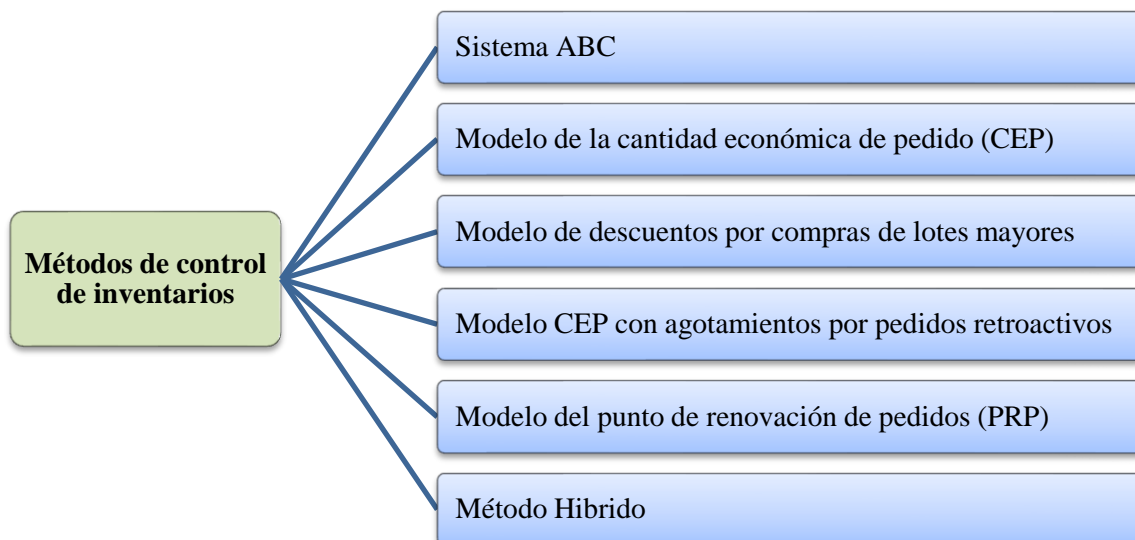 Métodos de control
de inventarios
Sistema ABC
Modelo de la cantidad económica de pedido (CEP)
Modelo de descuentos por compras de lotes mayores
Modelo CEP con agotamientos por pedidos retroactivos
Modelo del punto de renovación de pedidos (PRP)
Método Hibrido